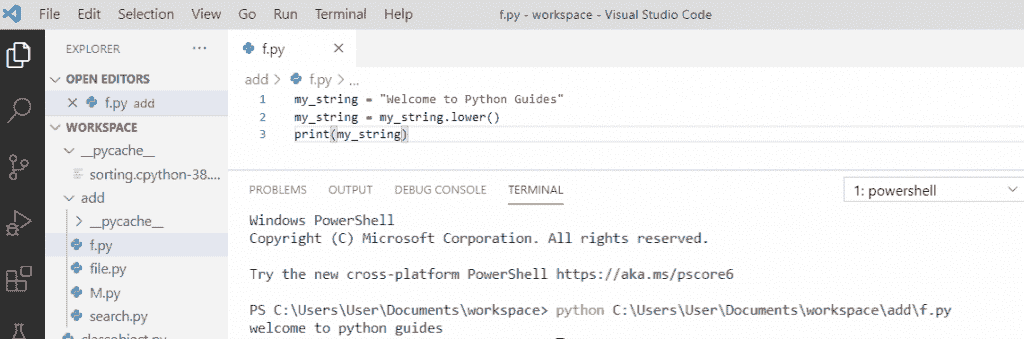 File Edit Selection View Go Run Terminal Help f.py - workspace - Visual Studio Code
EXPLORER ...
f.py
OPEN EDITORS
f.py add
WORKSPACE
__pycache__
sorting.cpython-38....
add
__pycache__
f.py
file.py
M.py
search.py
add > f.py > ...
1 my_string = "Welcome to Python Guides"
2 my_string = my_string.lower()
3 print(my_string)
PROBLEMS OUTPUT DEBUG CONSOLE TERMINAL 1: powershell
Windows PowerShell
Copyright (C) Microsoft Corporation. All rights reserved.
Try the new cross-platform PowerShell https://aka.ms/pscore6
PS C:\Users\User\Documents\workspace> python C:\Users\User\Documents\workspace\add\f.py
welcome to python guides